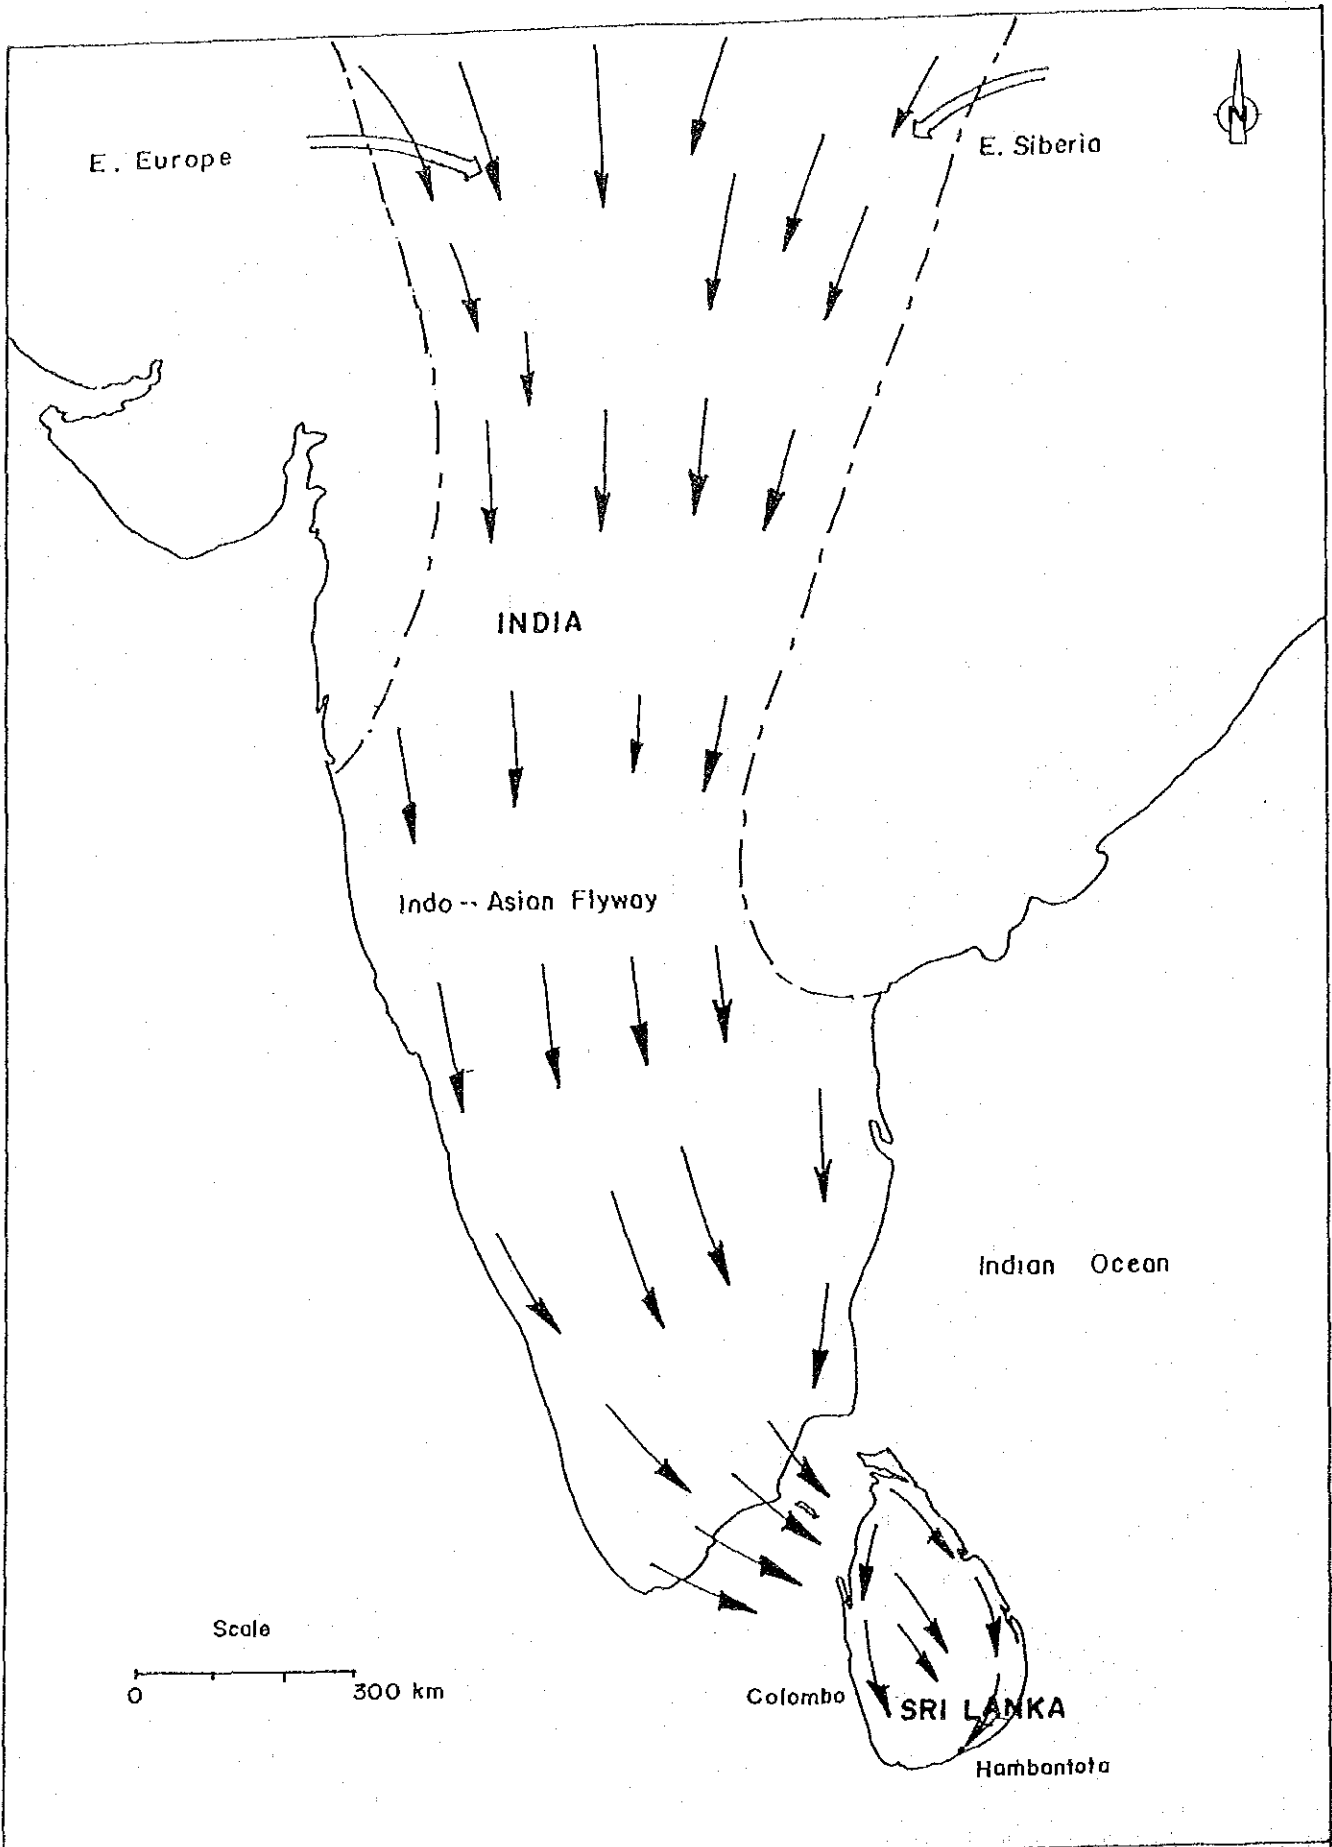 N
E. Europe
E. Siberia
INDIA
Indo -- Asian Flyway
Indian Ocean
Scale
0 300 km
Colombo
SRI LANKA
Hambantota